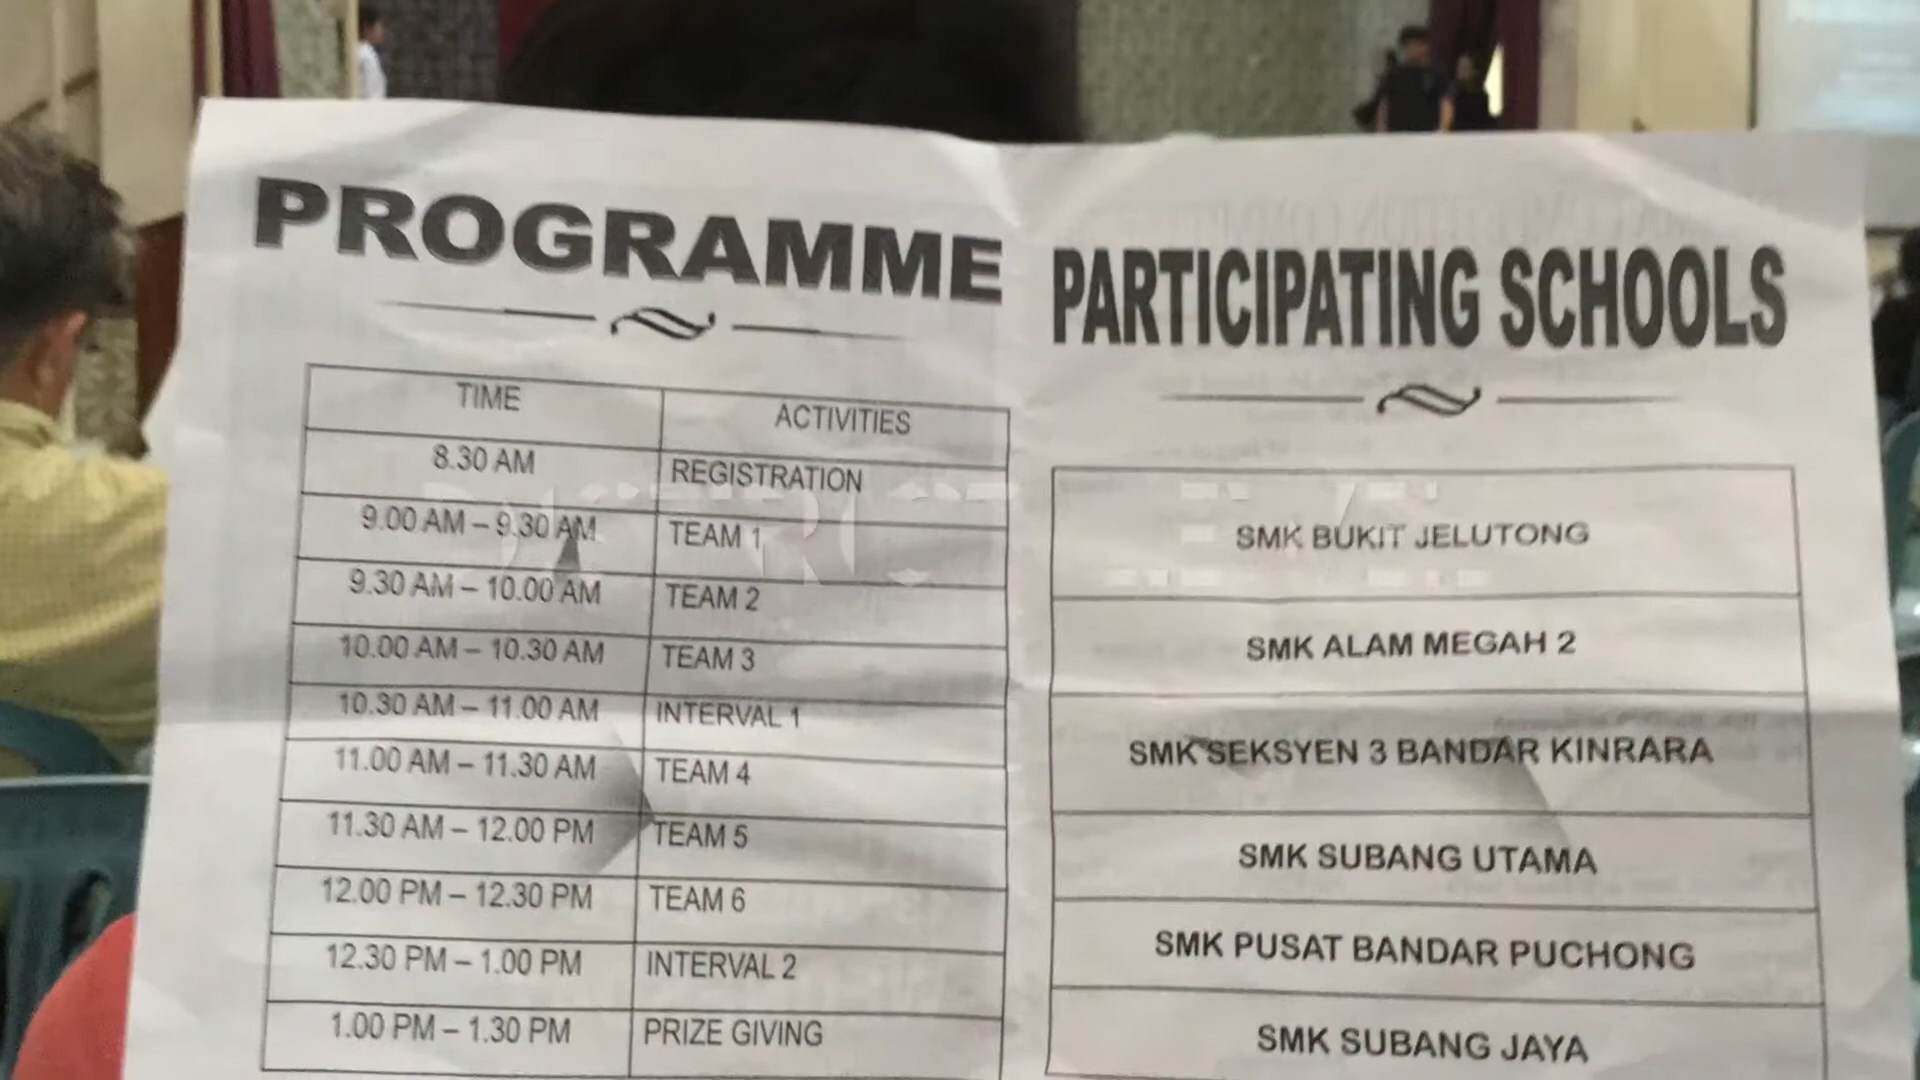 PROGRAMME
TIME ACTIVITIES
8.30 AM REGISTRATION
9.00 AM – 9.30 AM TEAM 1
9.30 AM – 10.00 AM TEAM 2
10.00 AM – 10.30 AM TEAM 3
10.30 AM – 11.00 AM INTERVAL 1
11.00 AM – 11.30 AM TEAM 4
11.30 AM – 12.00 PM TEAM 5
12.00 PM – 12.30 PM TEAM 6
12.30 PM – 1.00 PM INTERVAL 2
1.00 PM – 1.30 PM PRIZE GIVING
PARTICIPATING SCHOOLS
SMK BUKIT JELUTONG
SMK ALAM MEGAH 2
SMK SEKSYEN 3 BANDAR KINRARA
SMK SUBANG UTAMA
SMK PUSAT BANDAR PUCHONG
SMK SUBANG JAYA